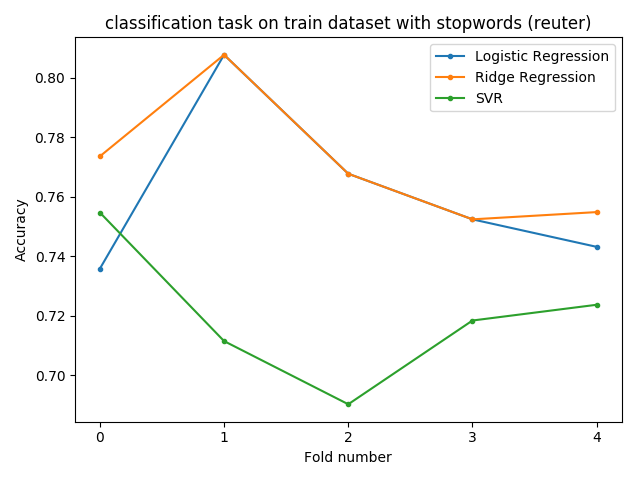 classification task on train dataset with stopwords (reuter)
Logistic Regression
Ridge Regression
SVR
Accuracy
0.80
0.78
0.76
0.74
0.72
0.70
0 1 2 3 4
Fold number